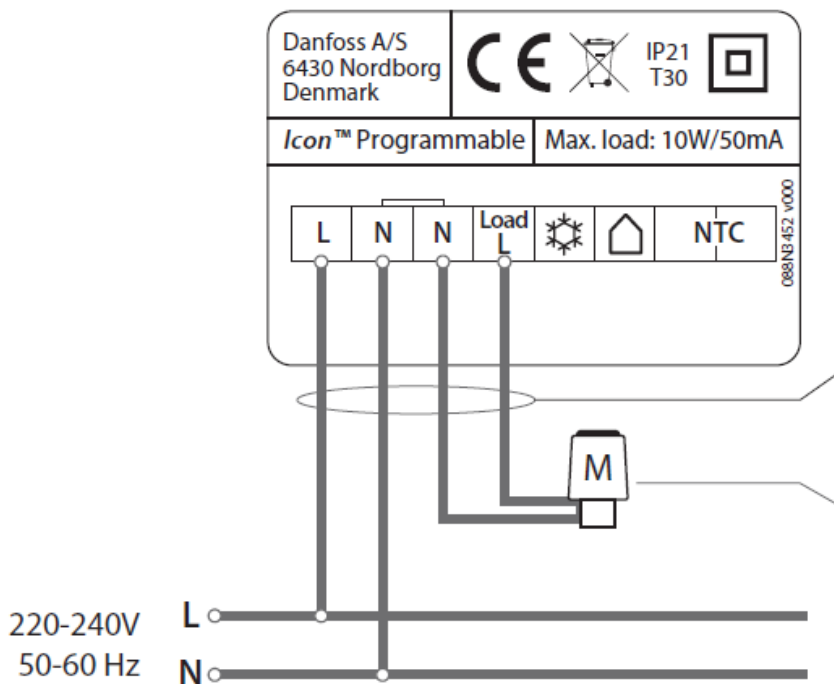 Danfoss A/S
6430 Nordborg
Denmark
CE
IP21
T30
Icon™ Programmable
Max. load: 10W/50mA
L N N Load L NTC
088N3452 v000
M
220-240V L
50-60 Hz N